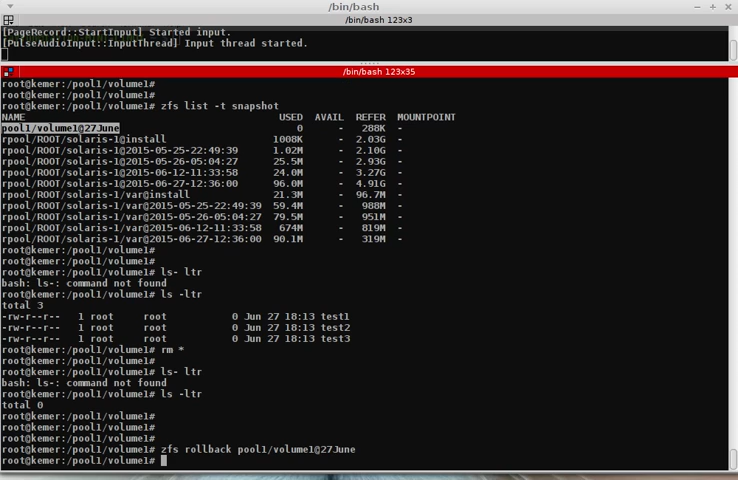 /bin/bash
/bin/bash 123x3
[PageRecord::StartInput] Started input.
[PulseAudioInput::InputThread] Input thread started.
/bin/bash 123x35
root@kemer:/pool1/volume1#
root@kemer:/pool1/volume1#
root@kemer:/pool1/volume1# zfs list -t snapshot
NAME USED AVAIL REFER MOUNTPOINT
pool1/volume1@27June 0 - 288K -
rpool/ROOT/solaris-1@install 1008K - 2.03G -
rpool/ROOT/solaris-1@2015-05-25-22:49:39 1.02M - 2.10G -
rpool/ROOT/solaris-1@2015-05-26-05:04:27 25.5M - 2.93G -
rpool/ROOT/solaris-1@2015-06-12-11:33:58 24.0M - 3.27G -
rpool/ROOT/solaris-1@2015-06-27-12:36:00 96.0M - 4.91G -
rpool/ROOT/solaris-1/var@install 21.3M - 96.7M -
rpool/ROOT/solaris-1/var@2015-05-25-22:49:39 59.4M - 988M -
rpool/ROOT/solaris-1/var@2015-05-26-05:04:27 79.5M - 951M -
rpool/ROOT/solaris-1/var@2015-06-12-11:33:58 674M - 819M -
rpool/ROOT/solaris-1/var@2015-06-27-12:36:00 90.1M - 319M -
root@kemer:/pool1/volume1#
root@kemer:/pool1/volume1#
root@kemer:/pool1/volume1# ls- ltr
bash: ls-: command not found
root@kemer:/pool1/volume1# ls -ltr
total 3
-rw-r--r-- 1 root root 0 Jun 27 18:13 test1
-rw-r--r-- 1 root root 0 Jun 27 18:13 test2
-rw-r--r-- 1 root root 0 Jun 27 18:13 test3
root@kemer:/pool1/volume1# rm *
root@kemer:/pool1/volume1#
root@kemer:/pool1/volume1# ls- ltr
bash: ls-: command not found
root@kemer:/pool1/volume1# ls -ltr
total 0
root@kemer:/pool1/volume1#
root@kemer:/pool1/volume1#
root@kemer:/pool1/volume1#
root@kemer:/pool1/volume1# zfs rollback pool1/volume1@27June
root@kemer:/pool1/volume1#